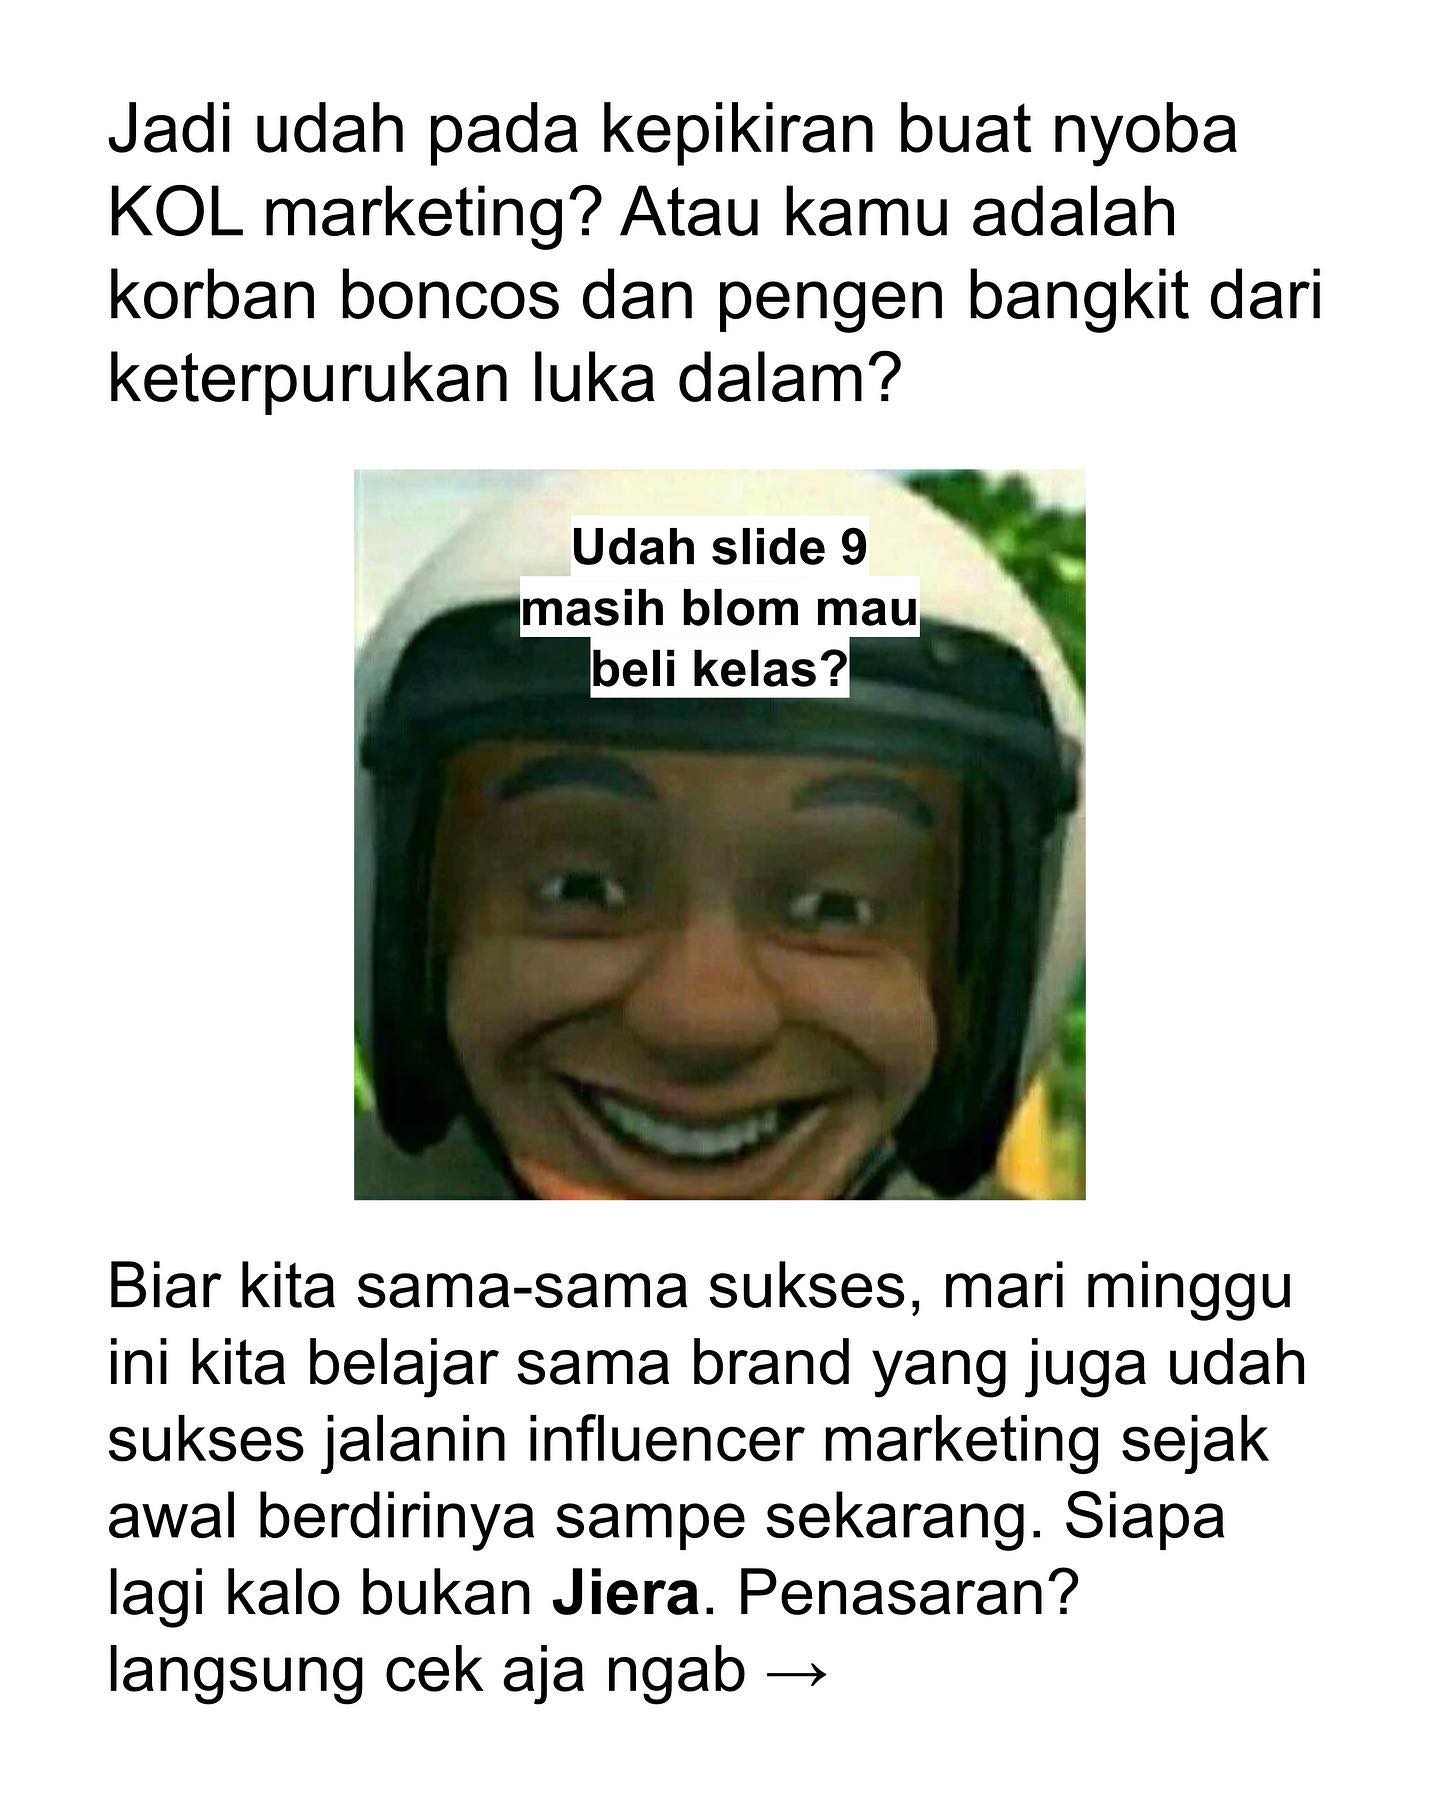 Jadi udah pada kepikiran buat nyoba
KOL marketing? Atau kamu adalah
korban boncos dan pengen bangkit dari
keterpurukan luka dalam?
Udah slide 9
masih blom mau
beli kelas?
Biar kita sama-sama sukses, mari minggu
ini kita belajar sama brand yang juga udah
sukses jalanin influencer marketing sejak
awal berdirinya sampe sekarang. Siapa
lagi kalo bukan Jiera. Penasaran?
langsung cek aja ngab →